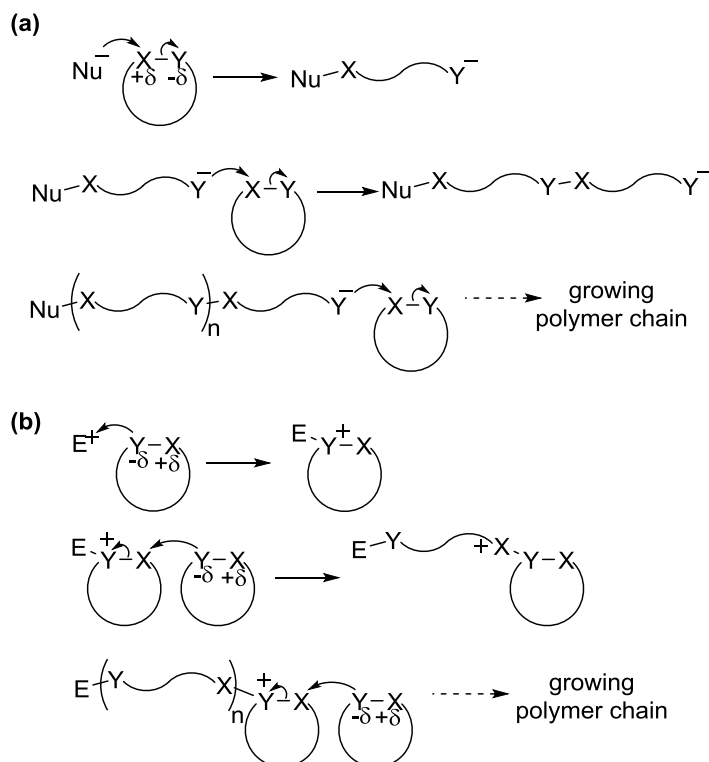 (a)
Nu− X−Y +δ -δ Nu-X Y−
Nu-X Y− X−Y Nu-X Y−X Y−
Nu(X Y)n X Y− X−Y growing polymer chain
(b)
E+ Y−X -δ +δ E-Y+−X
E-Y+−X Y−X -δ +δ E−Y +X-Y−X
E(Y X)n Y+−X Y−X -δ +δ growing polymer chain